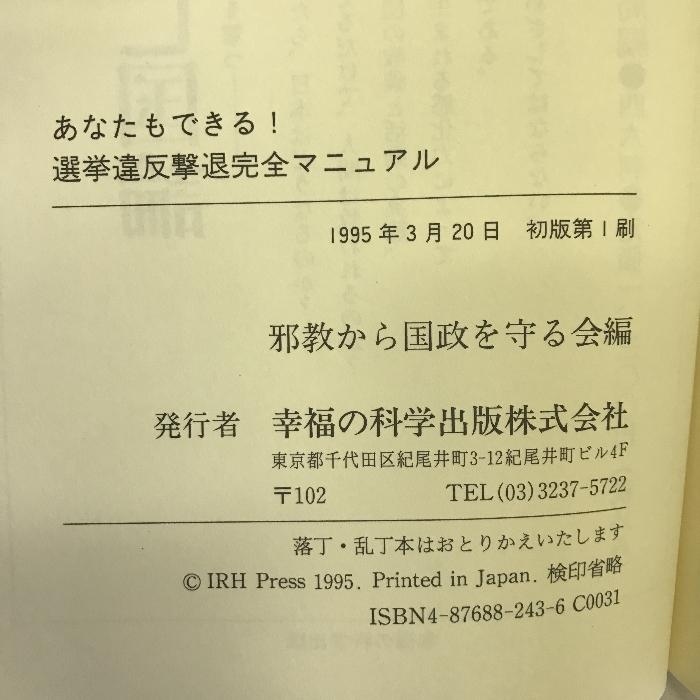 あなたもできる！
選挙違反撃退完全マニュアル
1995年3月20日　初版第1刷
邪教から国政を守る会編
発行者　幸福の科学出版株式会社
東京都千代田区紀尾井町3-12紀尾井町ビル4F
〒102　TEL(03)3237-5722
落丁・乱丁本はおとりかえいたします
© IRH Press 1995. Printed in Japan. 検印省略
ISBN4-87688-243-6 C0031